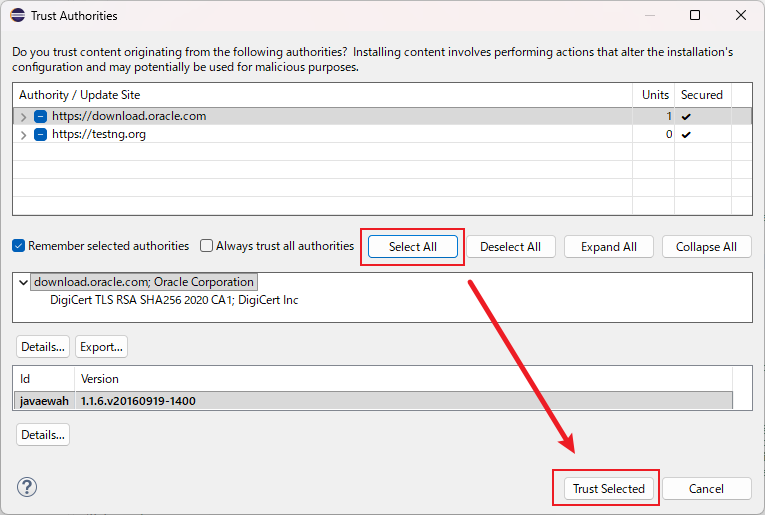 Trust Authorities
Do you trust content originating from the following authorities? Installing content involves performing actions that alter the installation's
configuration and may potentially be used for malicious purposes.
Authority / Update Site Units Secured
https://download.oracle.com 1
https://testng.org 0
Remember selected authorities Always trust all authorities Select All Deselect All Expand All Collapse All
download.oracle.com; Oracle Corporation
DigiCert TLS RSA SHA256 2020 CA1; DigiCert Inc
Details... Export...
Id Version
javaewah 1.1.6.v20160919-1400
Details...
? Trust Selected Cancel